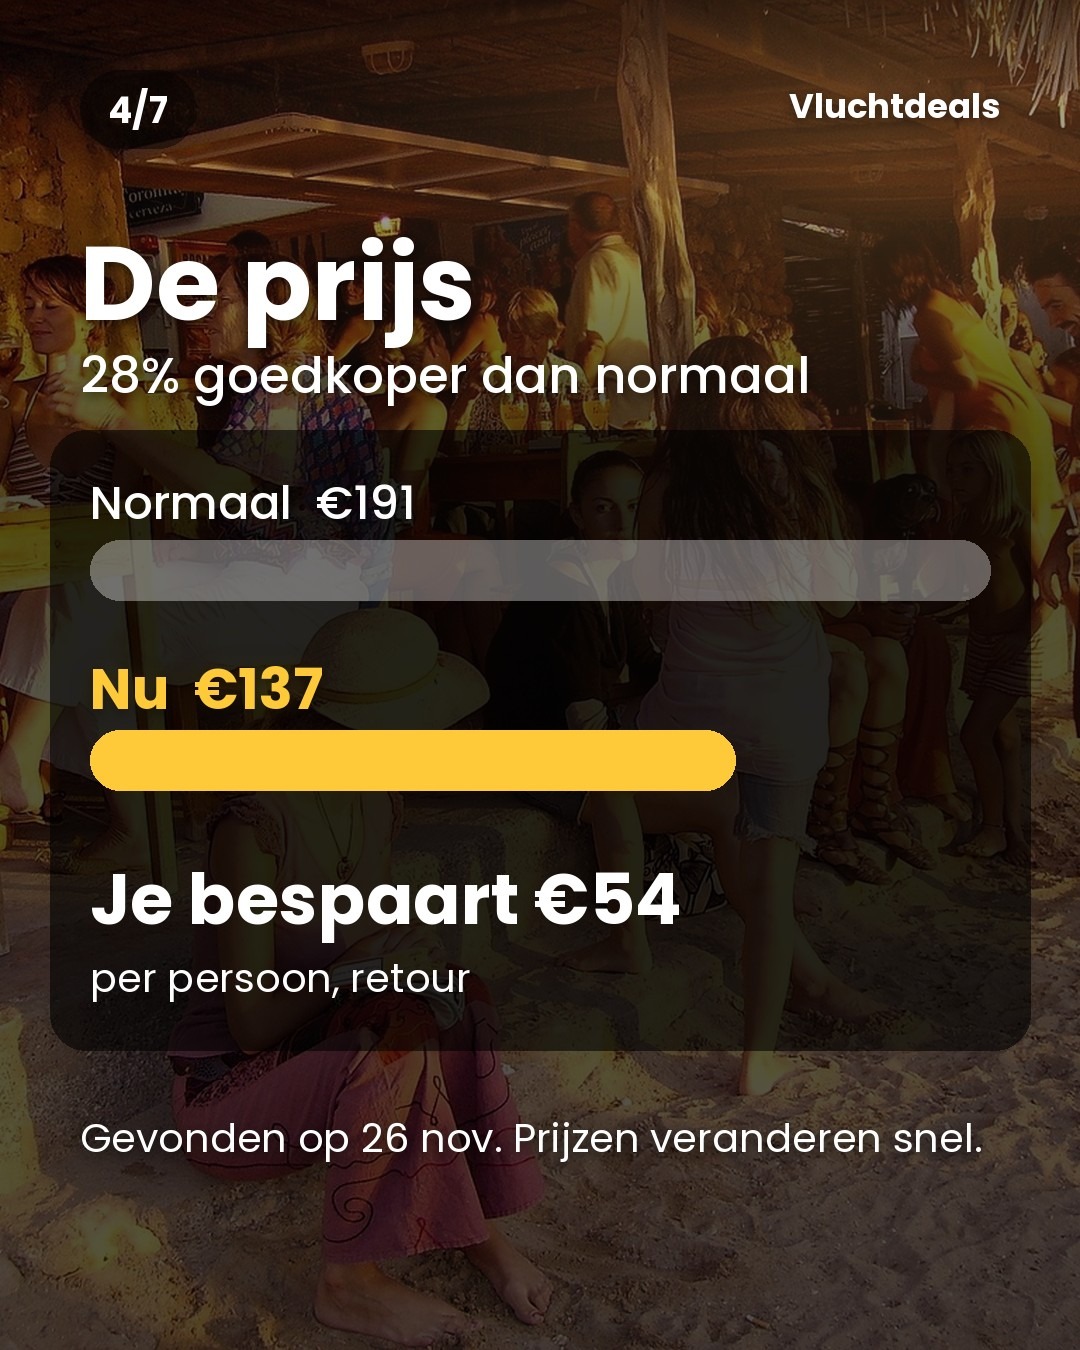 4/7
Vluchtdeals
De prijs
28% goedkoper dan normaal
Normaal €191
Nu €137
Je bespaart €54
per persoon, retour
Gevonden op 26 nov. Prijzen veranderen snel.
cerveza